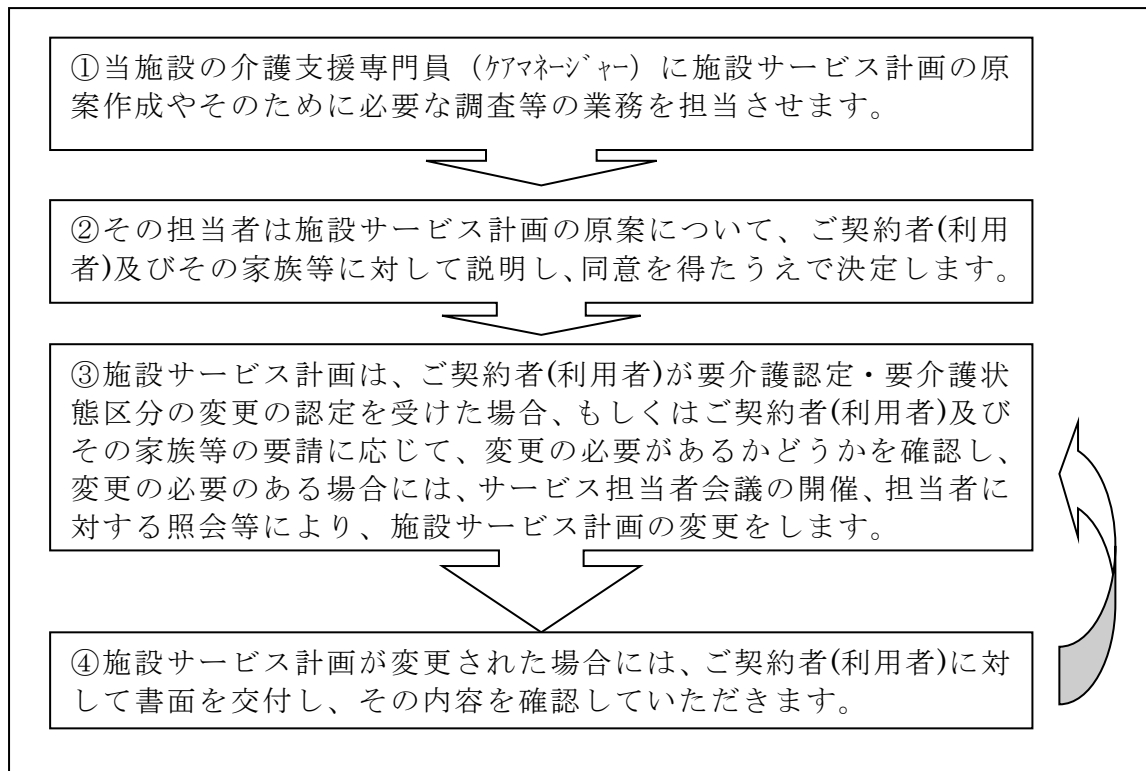 ①当施設の介護支援専門員（ｹｱﾏﾈｰｼﾞｬｰ）に施設サービス計画の原
案作成やそのために必要な調査等の業務を担当させます。
②その担当者は施設サービス計画の原案について、ご契約者(利用
者)及びその家族等に対して説明し、同意を得たうえで決定します。
③施設サービス計画は、ご契約者(利用者)が要介護認定・要介護状
態区分の変更の認定を受けた場合、もしくはご契約者(利用者)及び
その家族等の要請に応じて、変更の必要があるかどうかを確認し、
変更の必要のある場合には、サービス担当者会議の開催、担当者に
対する照会等により、施設サービス計画の変更をします。
④施設サービス計画が変更された場合には、ご契約者(利用者)に対
して書面を交付し、その内容を確認していただきます。